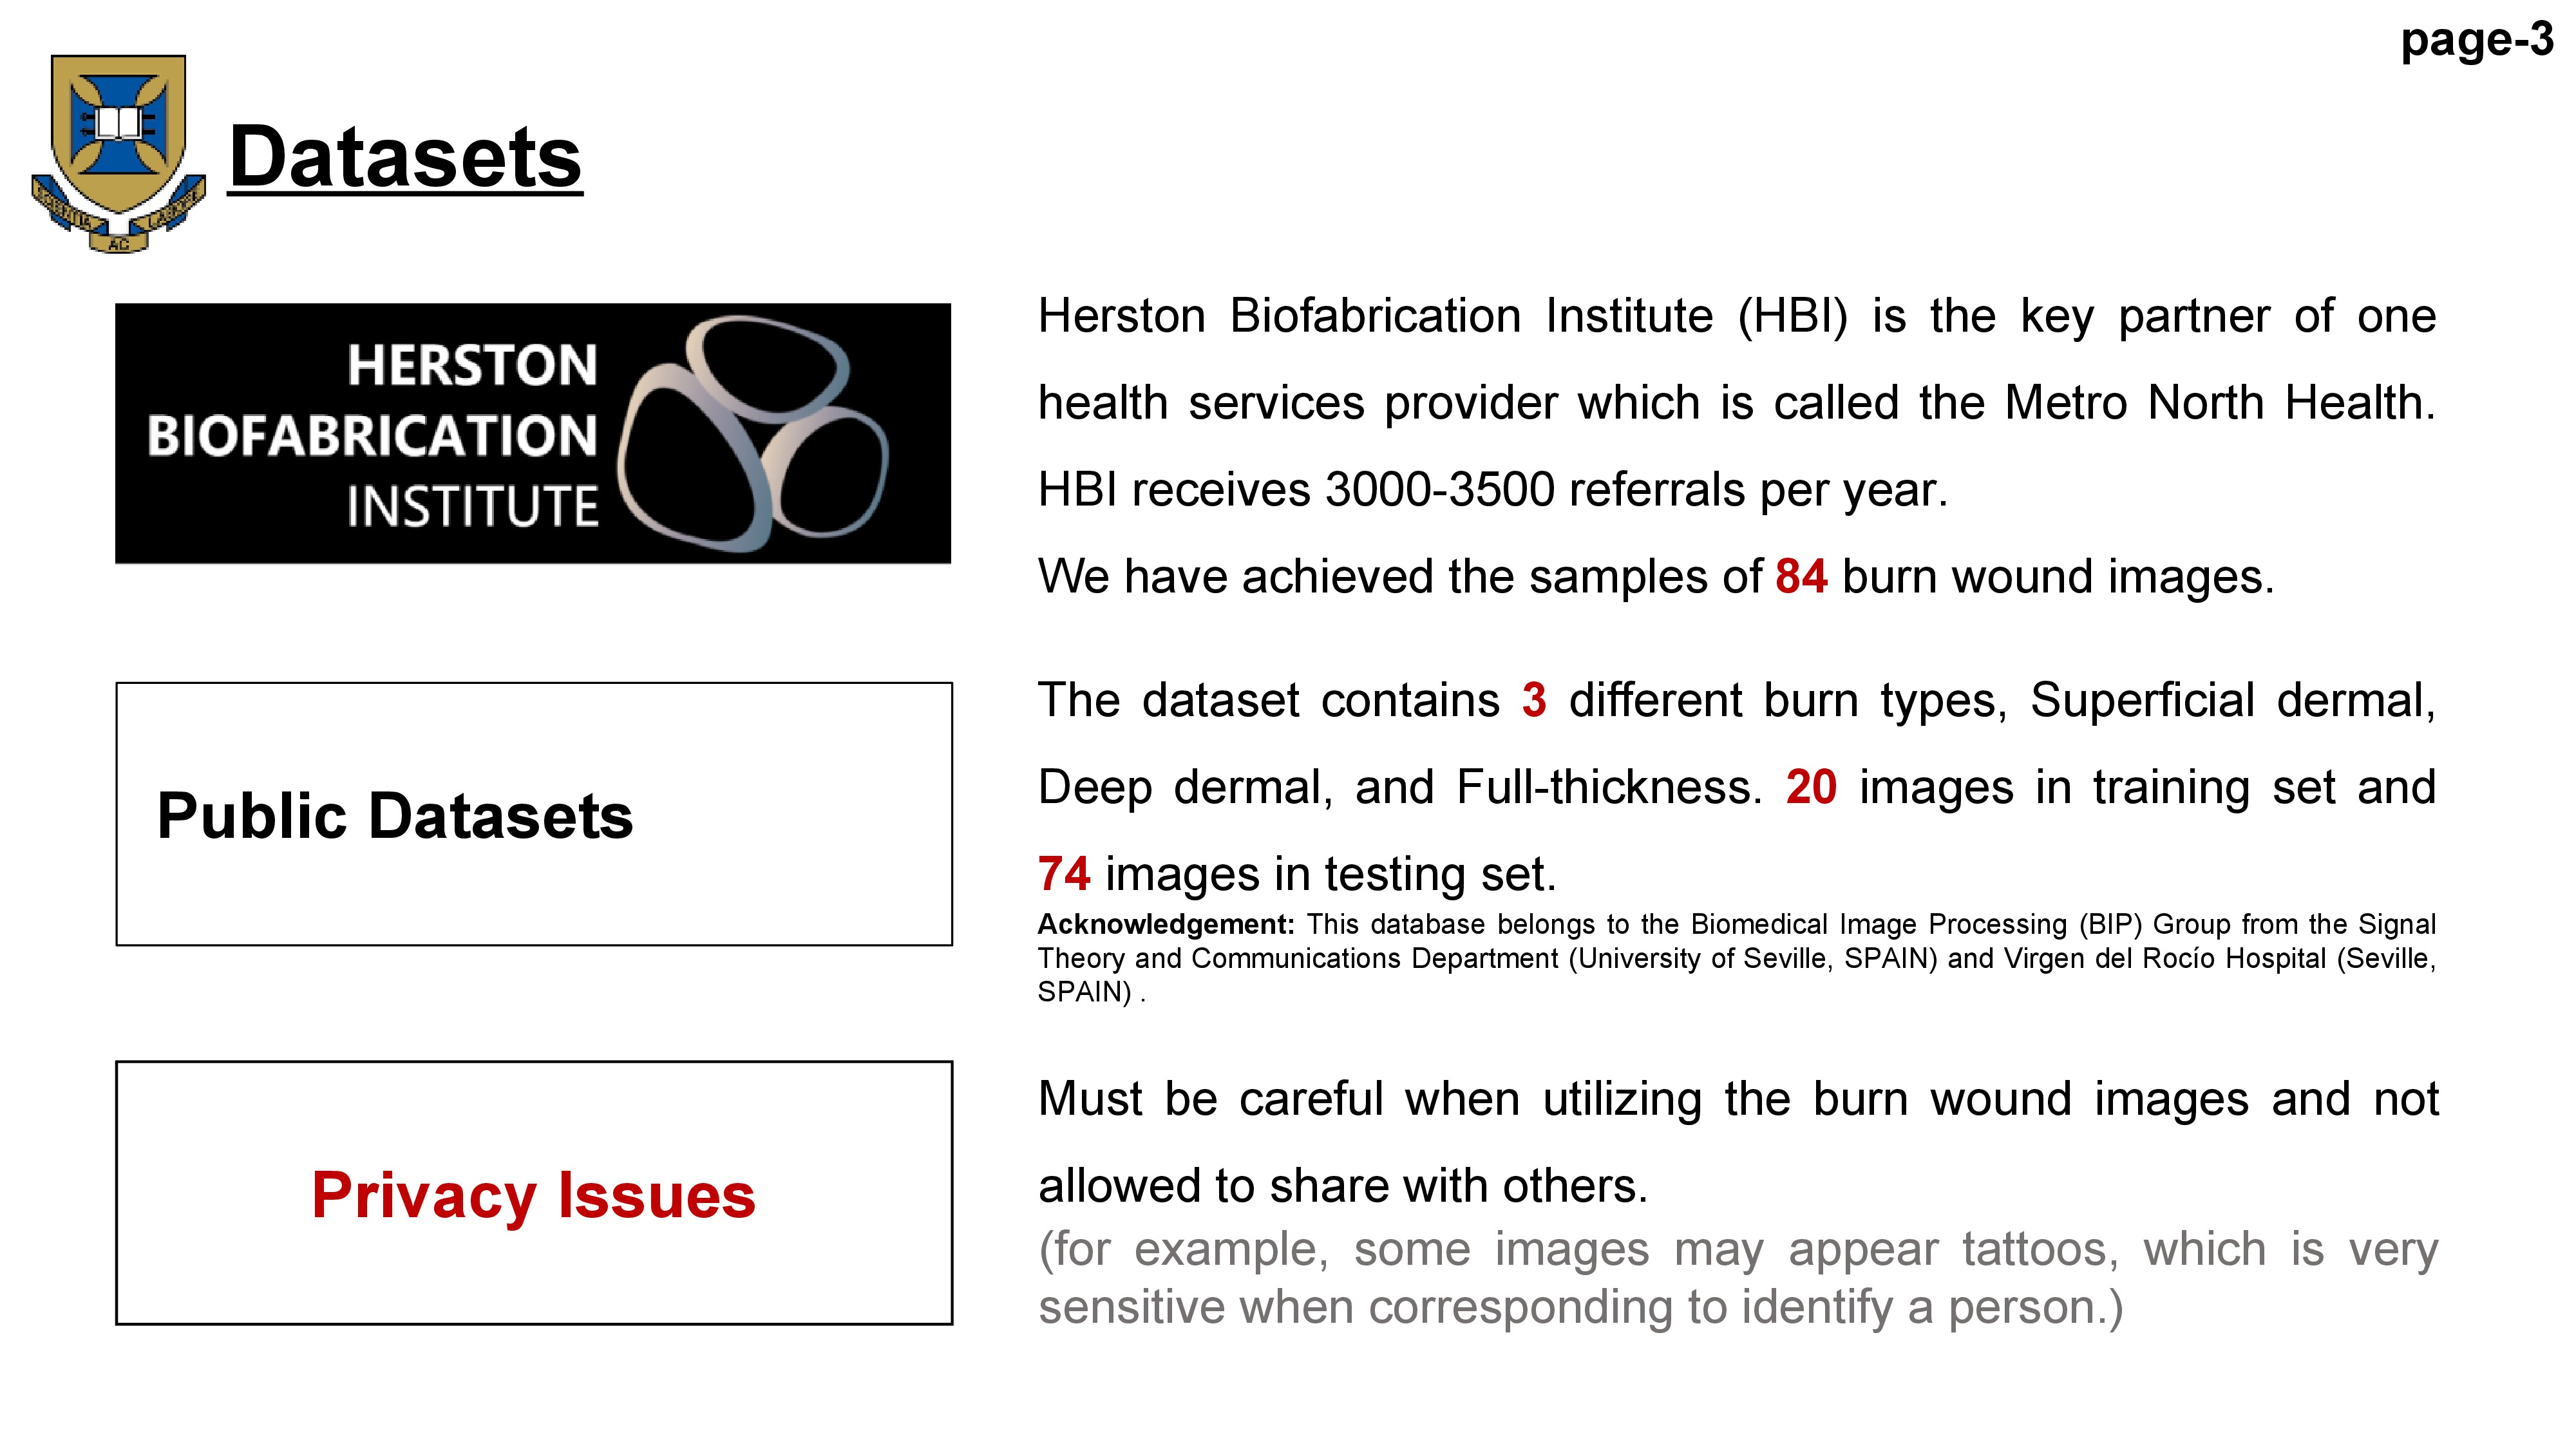 page-3
Datasets
SCIENTIA
AC
LABORE
HERSTON
BIOFABRICATION
INSTITUTE
Herston Biofabrication Institute (HBI) is the key partner of one
health services provider which is called the Metro North Health.
HBI receives 3000-3500 referrals per year.
We have achieved the samples of 84 burn wound images.
Public Datasets
The dataset contains 3 different burn types, Superficial dermal,
Deep dermal, and Full-thickness. 20 images in training set and
74 images in testing set.
Acknowledgement: This database belongs to the Biomedical Image Processing (BIP) Group from the Signal
Theory and Communications Department (University of Seville, SPAIN) and Virgen del Rocío Hospital (Seville,
SPAIN) .
Privacy Issues
Must be careful when utilizing the burn wound images and not
allowed to share with others.
(for example, some images may appear tattoos, which is very
sensitive when corresponding to identify a person.)